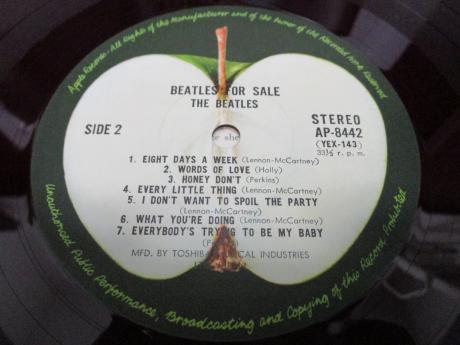 Apple Records · All Rights of the Manufacturer and of the Owner of the Recorded Work Reserved
BEATLES FOR SALE
THE BEATLES
SIDE 2
STEREO
AP-8442
(YEX-143)
33⅓ r. p. m.
she
1. EIGHT DAYS A WEEK (Lennon-McCartney)
2. WORDS OF LOVE (Holly)
3. HONEY DON'T (Perkins)
4. EVERY LITTLE THING (Lennon-McCartney)
5. I DON'T WANT TO SPOIL THE PARTY
(Lennon-McCartney)
6. WHAT YOU'RE DOING (Lennon-McCartney)
7. EVERYBODY'S TRYING TO BE MY BABY
MFD. BY TOSHIBA MUSICAL INDUSTRIES
Unauthorised Public Performance, Broadcasting and Copying of this Record Prohibited